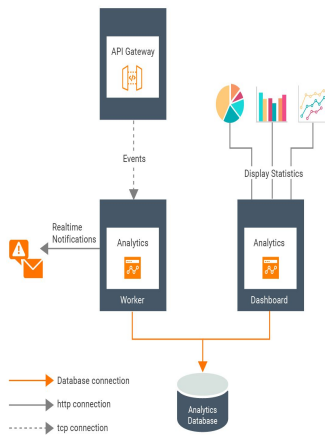 API Gateway
Events
Display Statistics
Realtime
Notifications
Analytics
Worker
Analytics
Dashboard
Analytics
Database
Database connection
http connection
tcp connection